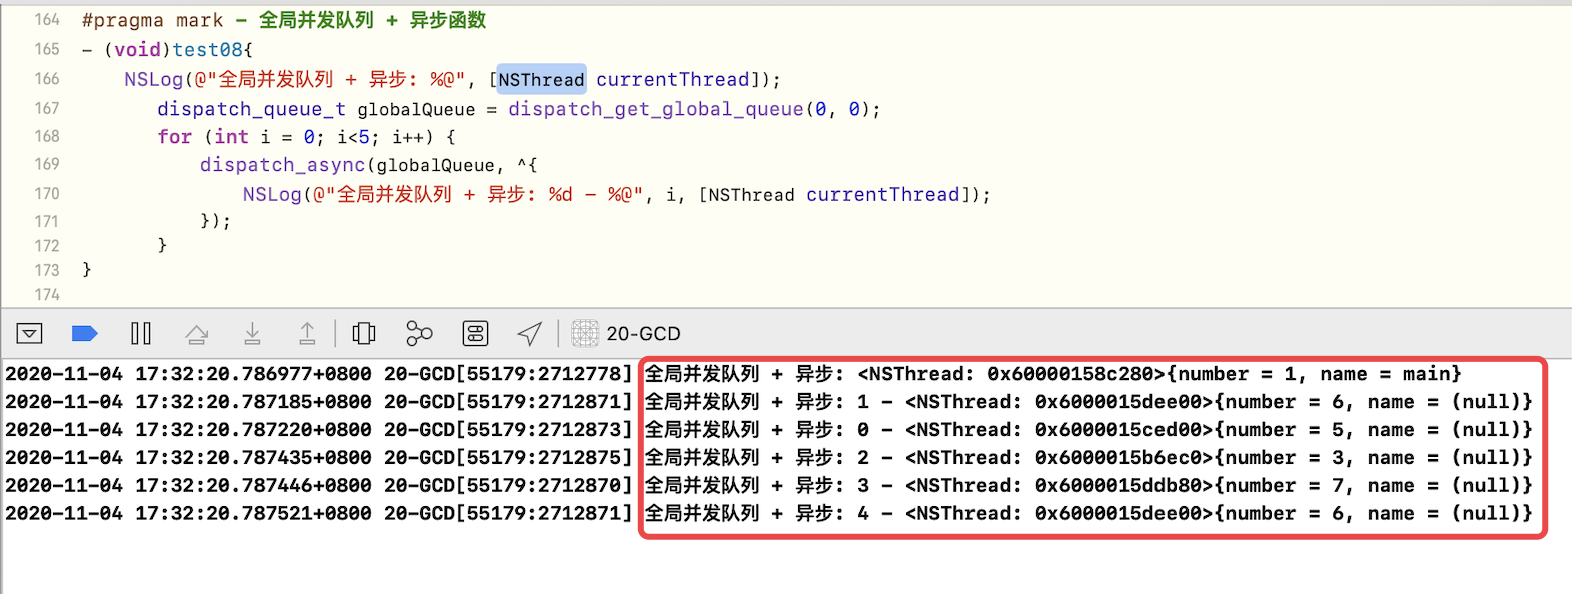 164 #pragma mark - 全局并发队列 + 异步函数
165 - (void)test08{
166 NSLog(@"全局并发队列 + 异步: %@", [NSThread currentThread]);
167 dispatch_queue_t globalQueue = dispatch_get_global_queue(0, 0);
168 for (int i = 0; i<5; i++) {
169 dispatch_async(globalQueue, ^{
170 NSLog(@"全局并发队列 + 异步: %d - %@", i, [NSThread currentThread]);
171 });
172 }
173 }
174
20-GCD
2020-11-04 17:32:20.786977+0800 20-GCD[55179:2712778] 全局并发队列 + 异步: <NSThread: 0x60000158c280>{number = 1, name = main}
2020-11-04 17:32:20.787185+0800 20-GCD[55179:2712871] 全局并发队列 + 异步: 1 - <NSThread: 0x6000015dee00>{number = 6, name = (null)}
2020-11-04 17:32:20.787220+0800 20-GCD[55179:2712873] 全局并发队列 + 异步: 0 - <NSThread: 0x6000015ced00>{number = 5, name = (null)}
2020-11-04 17:32:20.787435+0800 20-GCD[55179:2712875] 全局并发队列 + 异步: 2 - <NSThread: 0x6000015b6ec0>{number = 3, name = (null)}
2020-11-04 17:32:20.787446+0800 20-GCD[55179:2712870] 全局并发队列 + 异步: 3 - <NSThread: 0x6000015ddb80>{number = 7, name = (null)}
2020-11-04 17:32:20.787521+0800 20-GCD[55179:2712871] 全局并发队列 + 异步: 4 - <NSThread: 0x6000015dee00>{number = 6, name = (null)}